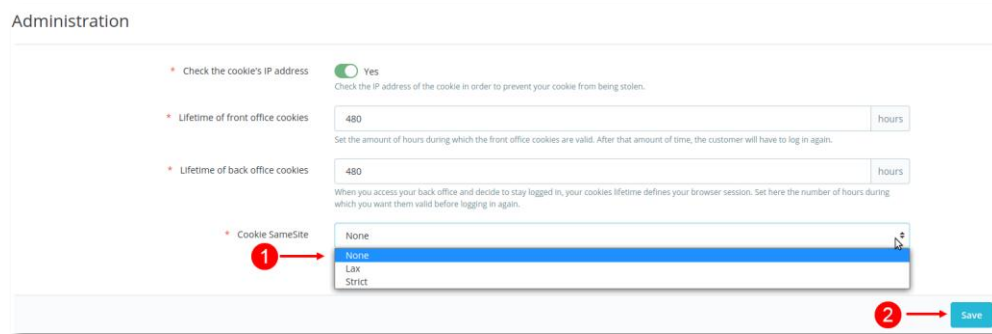 Administration
* Check the cookie's IP address
Yes
Check the IP address of the cookie in order to prevent your cookie from being stolen.
* Lifetime of front office cookies
480
hours
Set the amount of hours during which the front office cookies are valid. After that amount of time, the customer will have to log in again.
* Lifetime of back office cookies
480
hours
When you access your back office and decide to stay logged in, your cookies lifetime defines your browser session. Set here the number of hours during
which you want them valid before logging in again.
* Cookie SameSite
None
1
None
Lax
Strict
2
Save